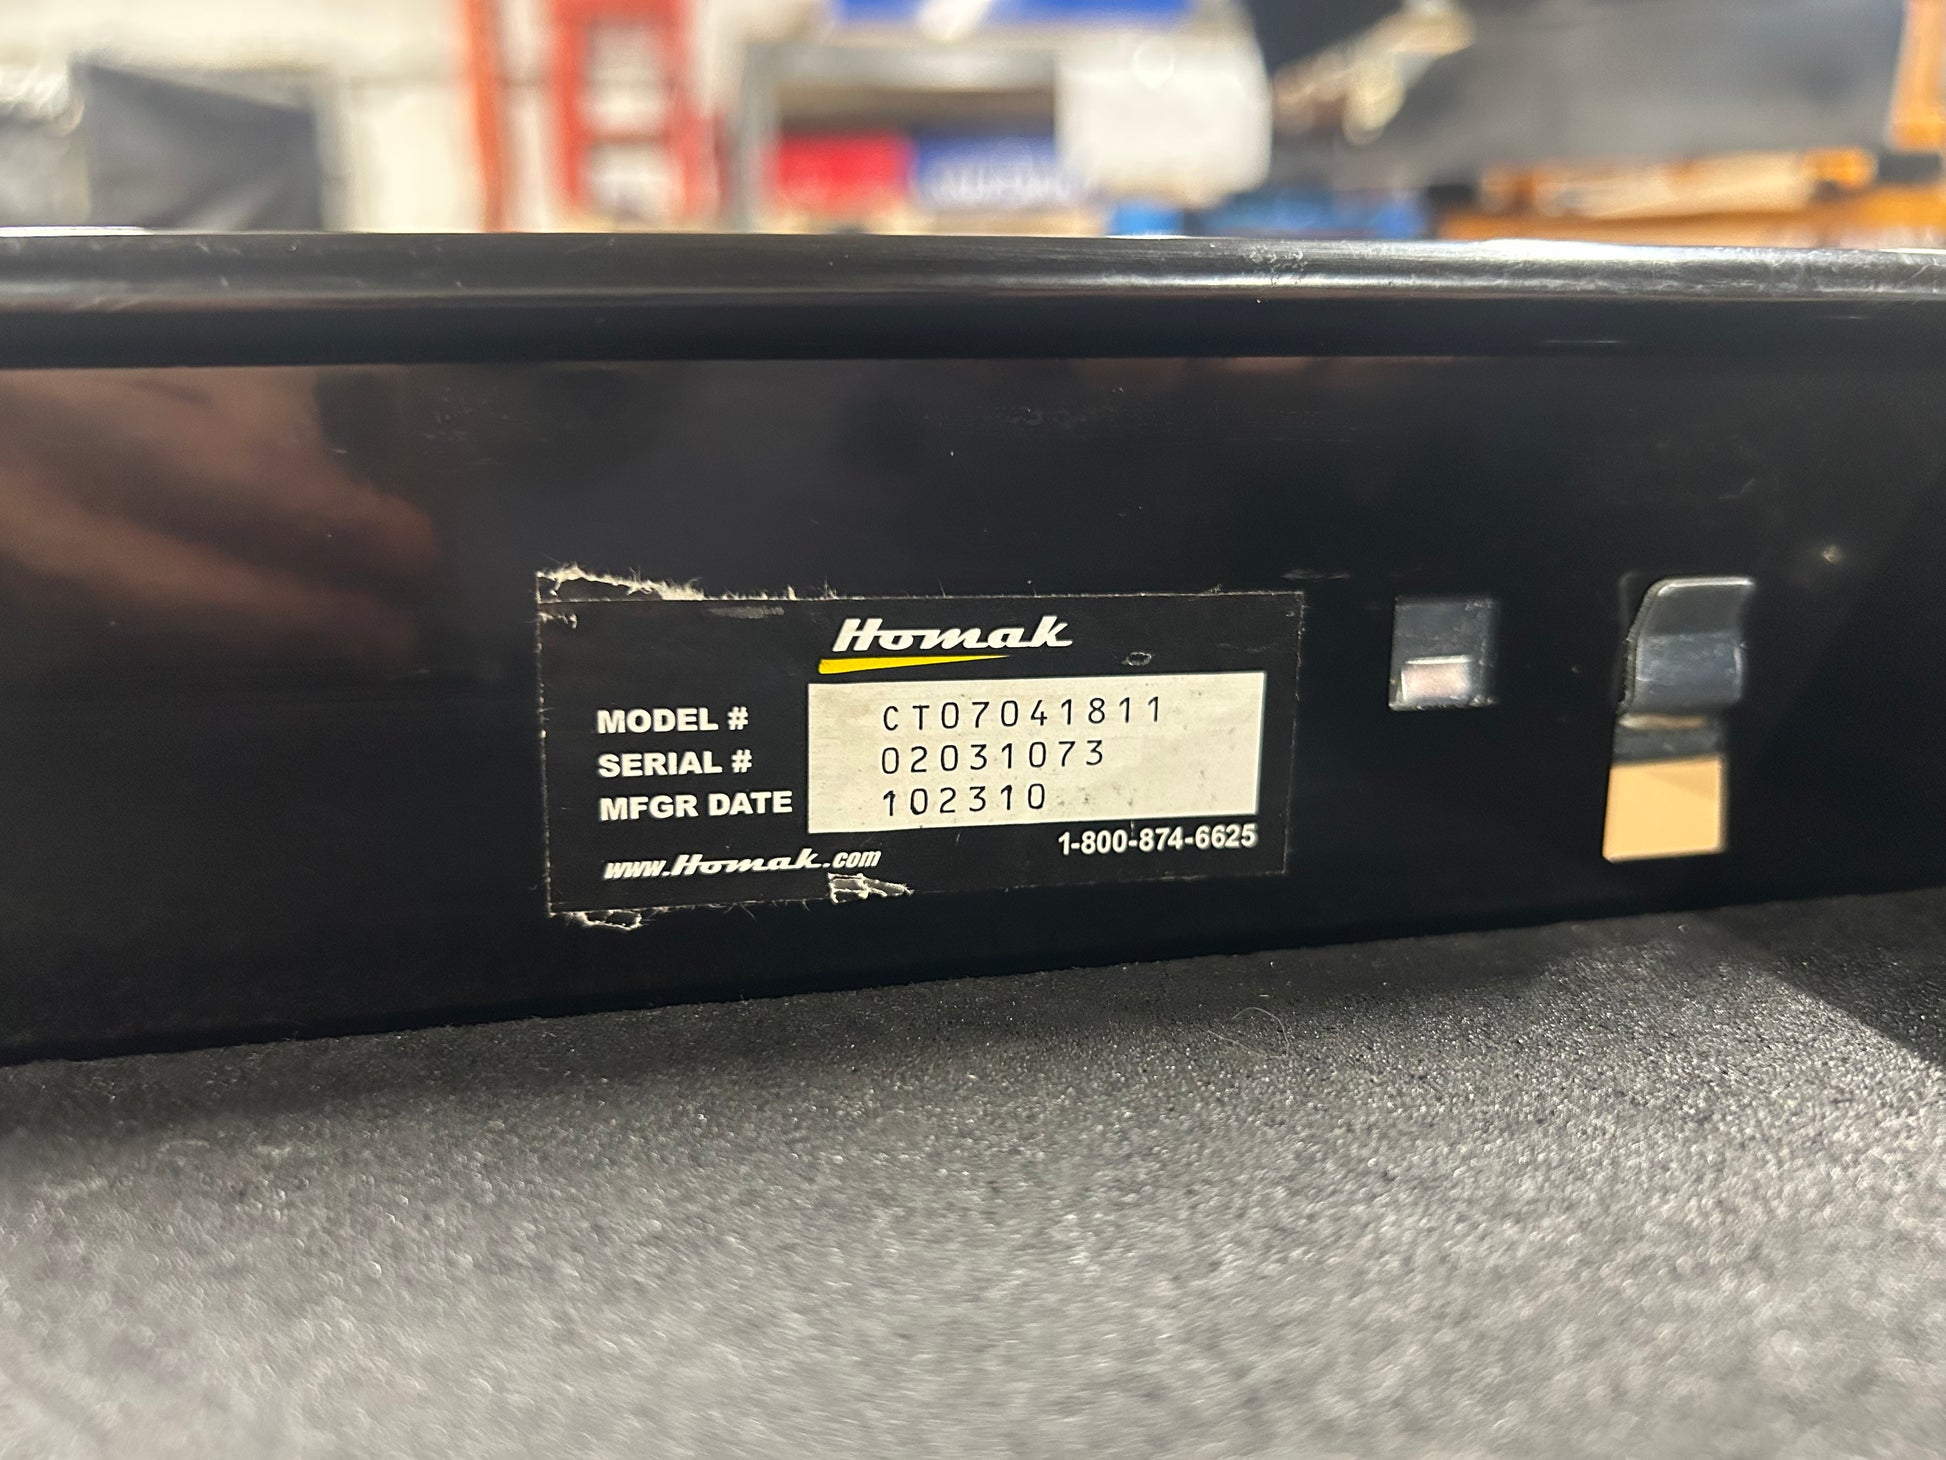 Homak
MODEL # CT07041811
SERIAL # 02031073
MFGR DATE 102310
www.Homak.com 1-800-874-6625